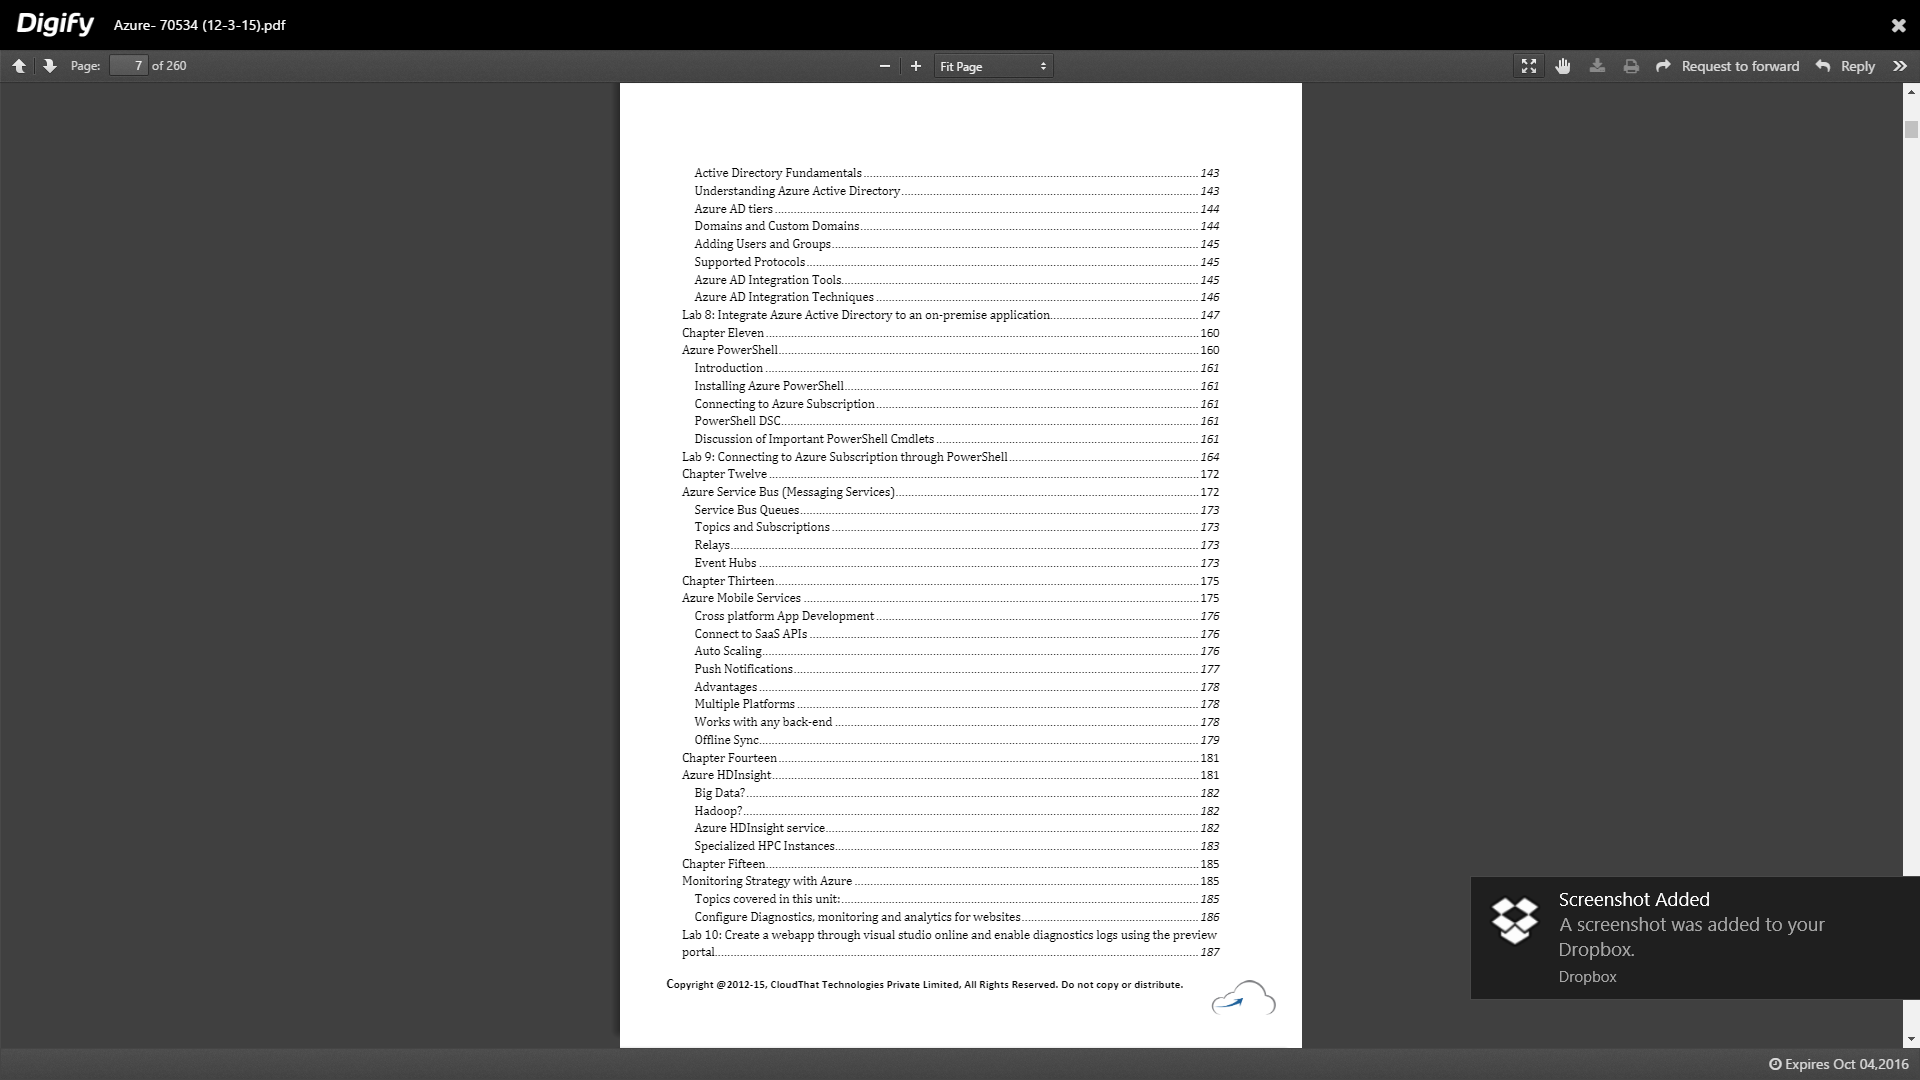 Digify Azure- 70534 (12-3-15).pdf
Page: 7 of 260 Fit Page Request to forward Reply
Active Directory Fundamentals 143
Understanding Azure Active Directory 143
Azure AD tiers 144
Domains and Custom Domains 144
Adding Users and Groups 145
Supported Protocols 145
Azure AD Integration Tools 145
Azure AD Integration Techniques 146
Lab 8: Integrate Azure Active Directory to an on-premise application 147
Chapter Eleven 160
Azure PowerShell 160
Introduction 161
Installing Azure PowerShell 161
Connecting to Azure Subscription 161
PowerShell DSC 161
Discussion of Important PowerShell Cmdlets 161
Lab 9: Connecting to Azure Subscription through PowerShell 164
Chapter Twelve 172
Azure Service Bus (Messaging Services) 172
Service Bus Queues 173
Topics and Subscriptions 173
Relays 173
Event Hubs 173
Chapter Thirteen 175
Azure Mobile Services 175
Cross platform App Development 176
Connect to SaaS APIs 176
Auto Scaling 176
Push Notifications 177
Advantages 178
Multiple Platforms 178
Works with any back-end 178
Offline Sync 179
Chapter Fourteen 181
Azure HDInsight 181
Big Data? 182
Hadoop? 182
Azure HDInsight service 182
Specialized HPC Instances 183
Chapter Fifteen 185
Monitoring Strategy with Azure 185
Topics covered in this unit: 185
Configure Diagnostics, monitoring and analytics for websites 186
Lab 10: Create a webapp through visual studio online and enable diagnostics logs using the preview
portal 187
Copyright @2012-15, CloudThat Technologies Private Limited, All Rights Reserved. Do not copy or distribute.
Screenshot Added
A screenshot was added to your
Dropbox.
Dropbox
Expires Oct 04,2016